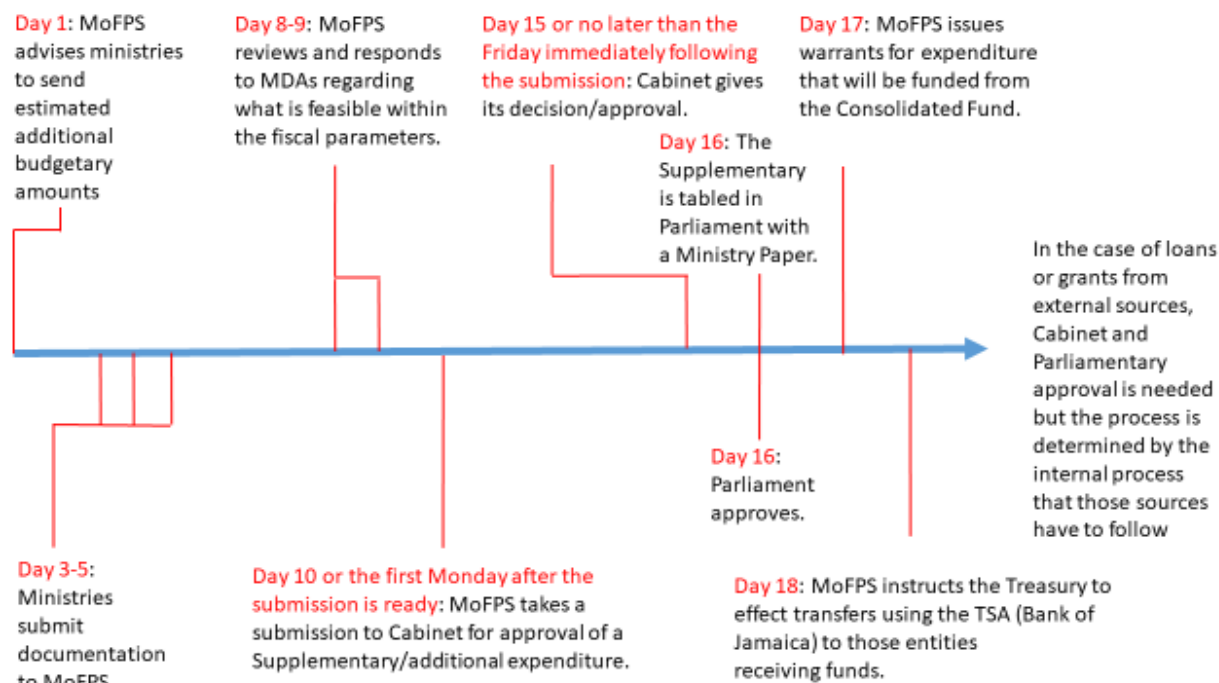 Day 1: MoFPS
advises ministries
to send
estimated
additional
budgetary
amounts
Day 8-9: MoFPS
reviews and responds
to MDAs regarding
what is feasible within
the fiscal parameters.
Day 15 or no later than the
Friday immediately following
the submission: Cabinet gives
its decision/approval.
Day 16: The
Supplementary
is tabled in
Parliament with
a Ministry Paper.
Day 17: MoFPS issues
warrants for expenditure
that will be funded from
the Consolidated Fund.
In the case of loans
or grants from
external sources,
Cabinet and
Parliamentary
approval is needed
but the process is
determined by the
internal process
that those sources
have to follow
Day 3-5:
Ministries
submit
documentation
to MoFPS
Day 10 or the first Monday after the
submission is ready: MoFPS takes a
submission to Cabinet for approval of a
Supplementary/additional expenditure.
Day 16:
Parliament
approves.
Day 18: MoFPS instructs the Treasury to
effect transfers using the TSA (Bank of
Jamaica) to those entities
receiving funds.